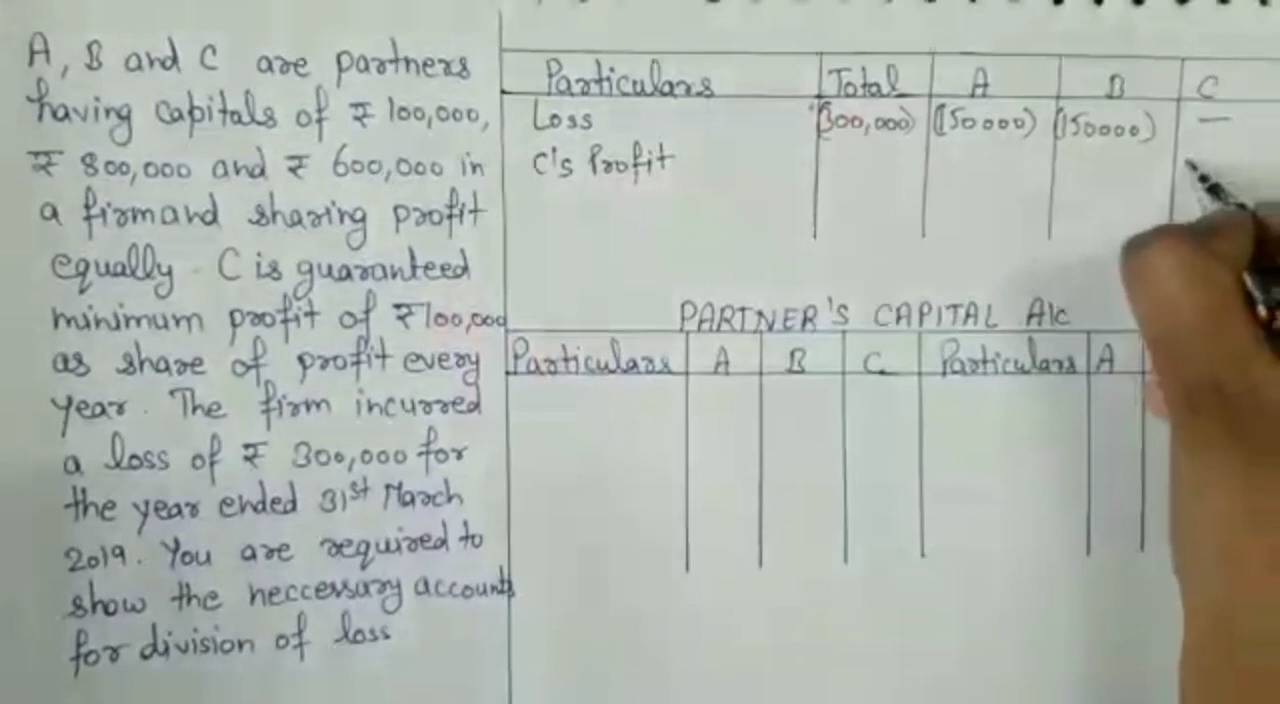 A, B and C are partners
having capitals of ₹ 100,000,
₹ 800,000 and ₹ 600,000 in
a firm and sharing profit
equally. C is guaranteed
minimum profit of ₹100,000
as share of profit every
year. The firm incurred
a loss of ₹ 300,000 for
the year ended 31st March
2019. You are required to
show the neccessary accounts
for division of loss
Particulars Total A B C
Loss (300,000) (150000) (150000) —
C's Profit
PARTNER'S CAPITAL A/c
Particulars A B C Particulars A